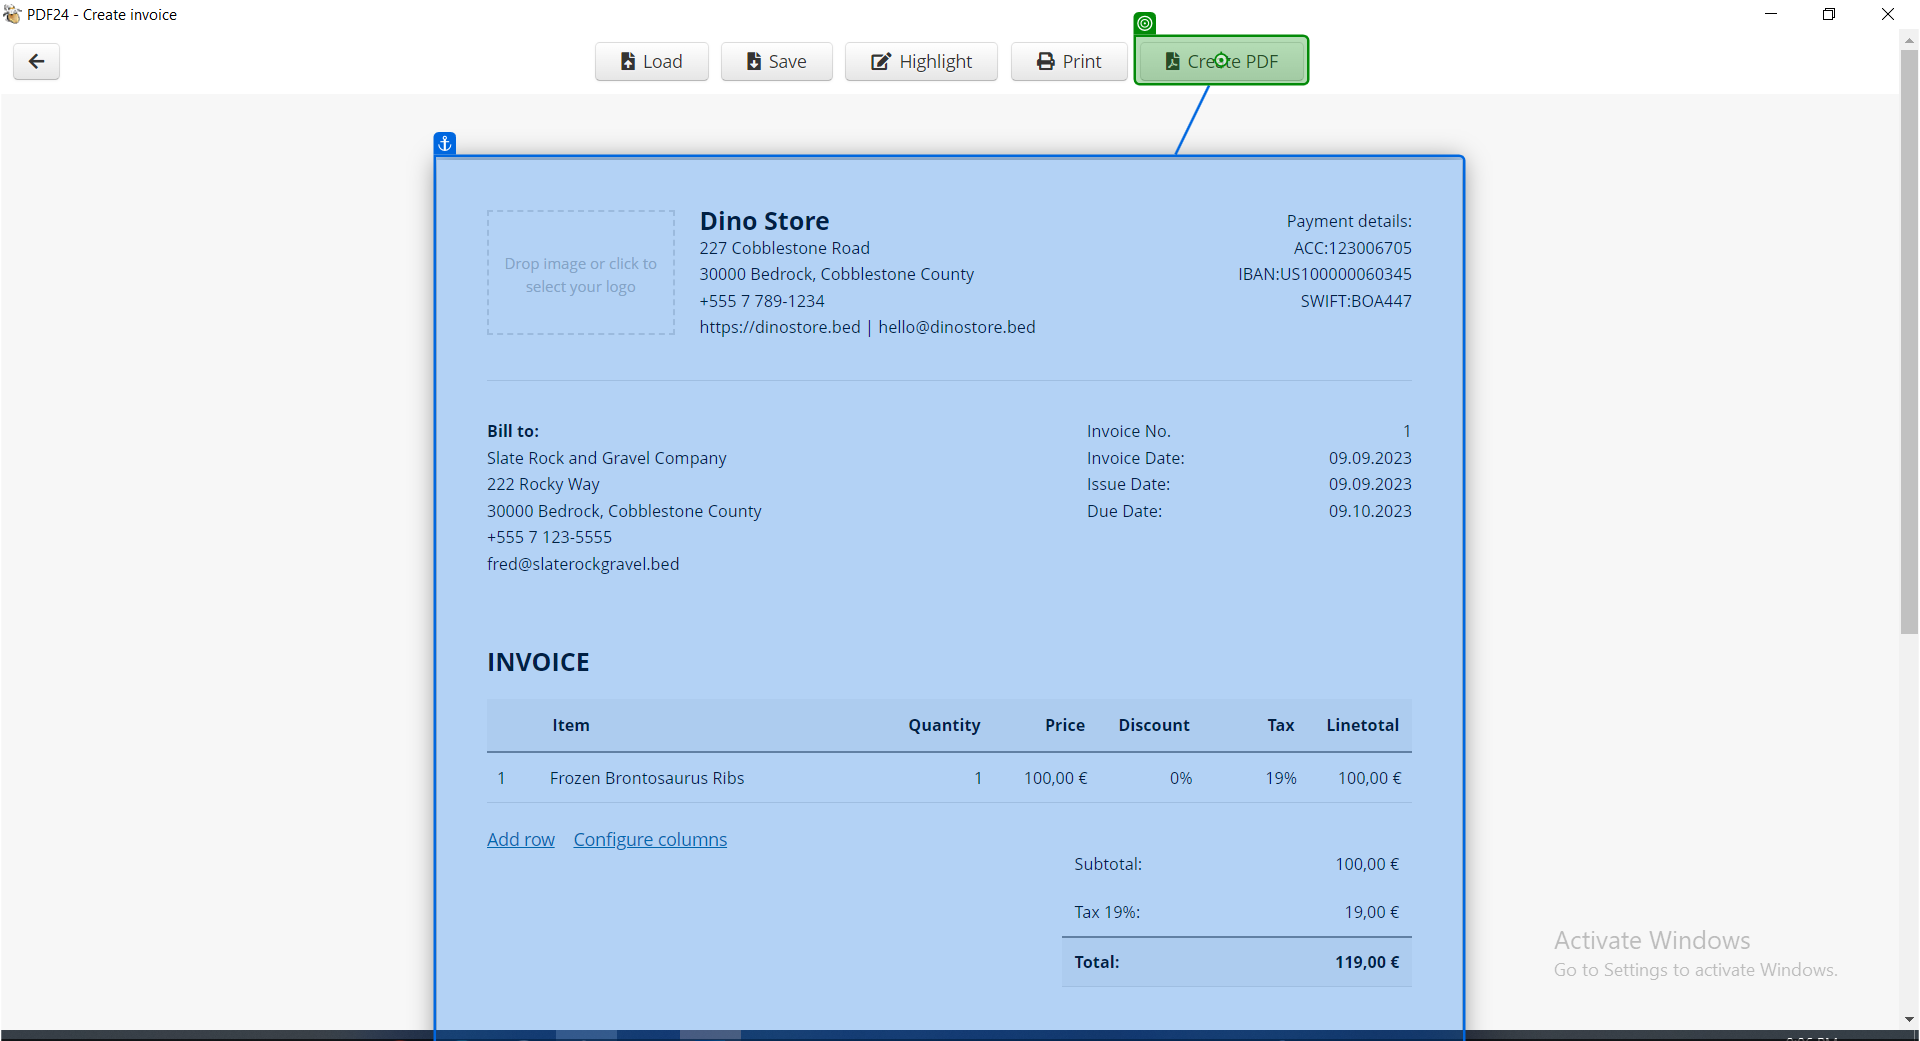 PDF24 - Create invoice
Load
Save
Highlight
Print
Create PDF
Drop image or click to
select your logo
Dino Store
227 Cobblestone Road
30000 Bedrock, Cobblestone County
+555 7 789-1234
https://dinostore.bed | hello@dinostore.bed
Payment details:
ACC:123006705
IBAN:US100000060345
SWIFT:BOA447
Bill to:
Slate Rock and Gravel Company
222 Rocky Way
30000 Bedrock, Cobblestone County
+555 7 123-5555
fred@slaterockgravel.bed
Invoice No. 1
Invoice Date: 09.09.2023
Issue Date: 09.09.2023
Due Date: 09.10.2023
INVOICE
Item Quantity Price Discount Tax Linetotal
1 Frozen Brontosaurus Ribs 1 100,00 € 0% 19% 100,00 €
Add row Configure columns
Subtotal: 100,00 €
Tax 19%: 19,00 €
Total: 119,00 €
Activate Windows
Go to Settings to activate Windows.